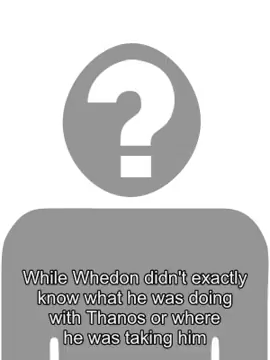 ?
While Whedon didn't exactly
know what he was doing
with Thanos or where
he was taking him